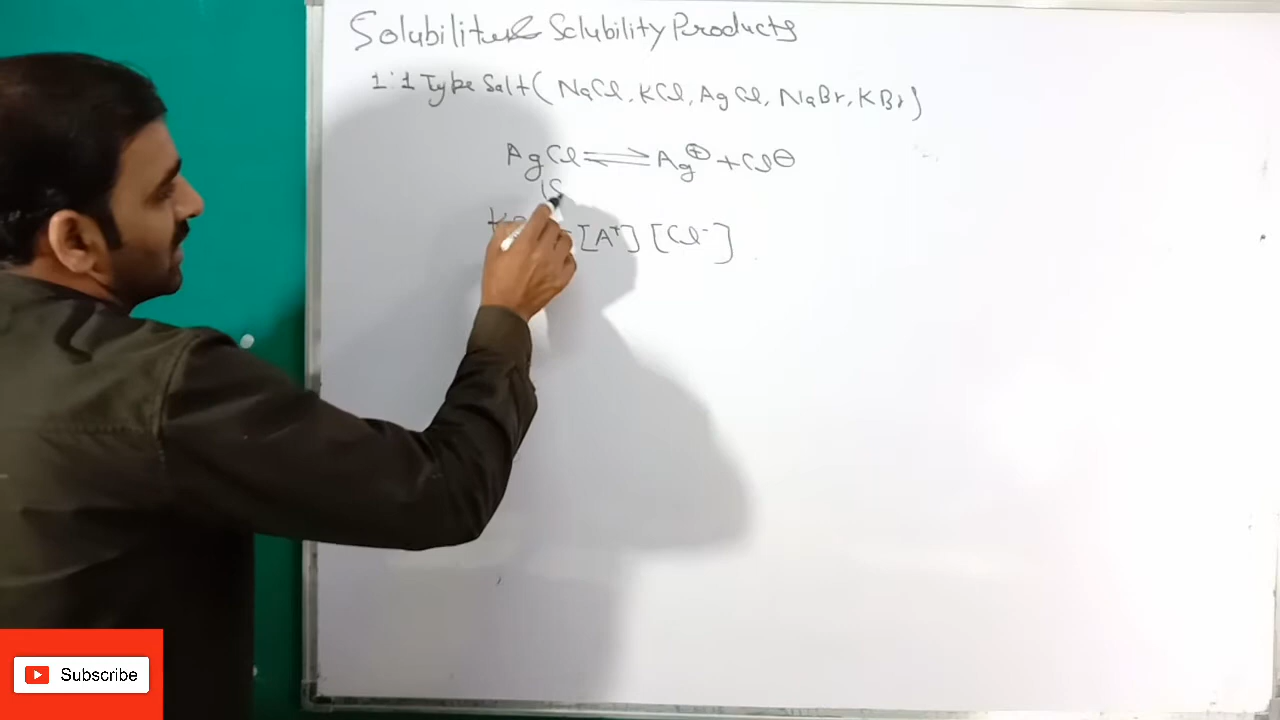 Solubility & Solubility Products
1:1 Type Salt (NaCl, KCl, AgCl, NaBr, KBr)
AgCl ⇌ Ag⊕ + Cl⊖
(S
[A⁺] [Cl⁻]
Subscribe